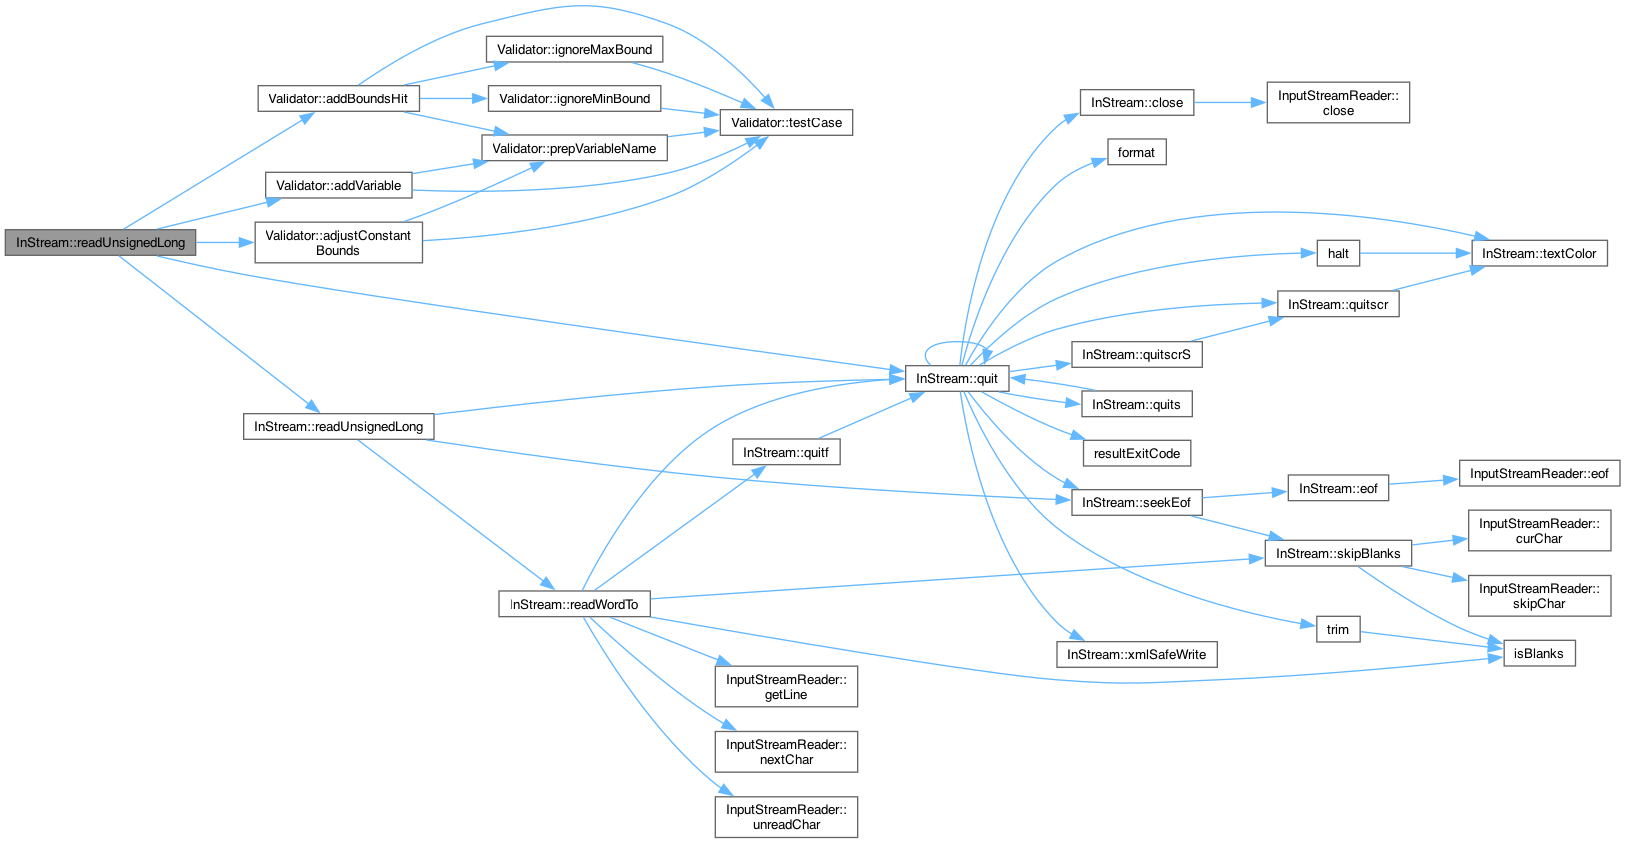 InStream::readUnsignedLong
Validator::addBoundsHit
Validator::addVariable
Validator::adjustConstant
Bounds
InStream::readUnsignedLong
Validator::ignoreMaxBound
Validator::ignoreMinBound
Validator::prepVariableName
Validator::testCase
InStream::quitf
InStream::readWordTo
InputStreamReader::
getLine
InputStreamReader::
nextChar
InputStreamReader::
unreadChar
InStream::quit
InStream::close
format
InStream::quitscrS
InStream::quits
resultExitCode
InStream::seekEof
InStream::xmlSafeWrite
InputStreamReader::
close
halt
InStream::quitscr
InStream::eof
InStream::skipBlanks
trim
InStream::textColor
InputStreamReader::eof
InputStreamReader::
curChar
InputStreamReader::
skipChar
isBlanks